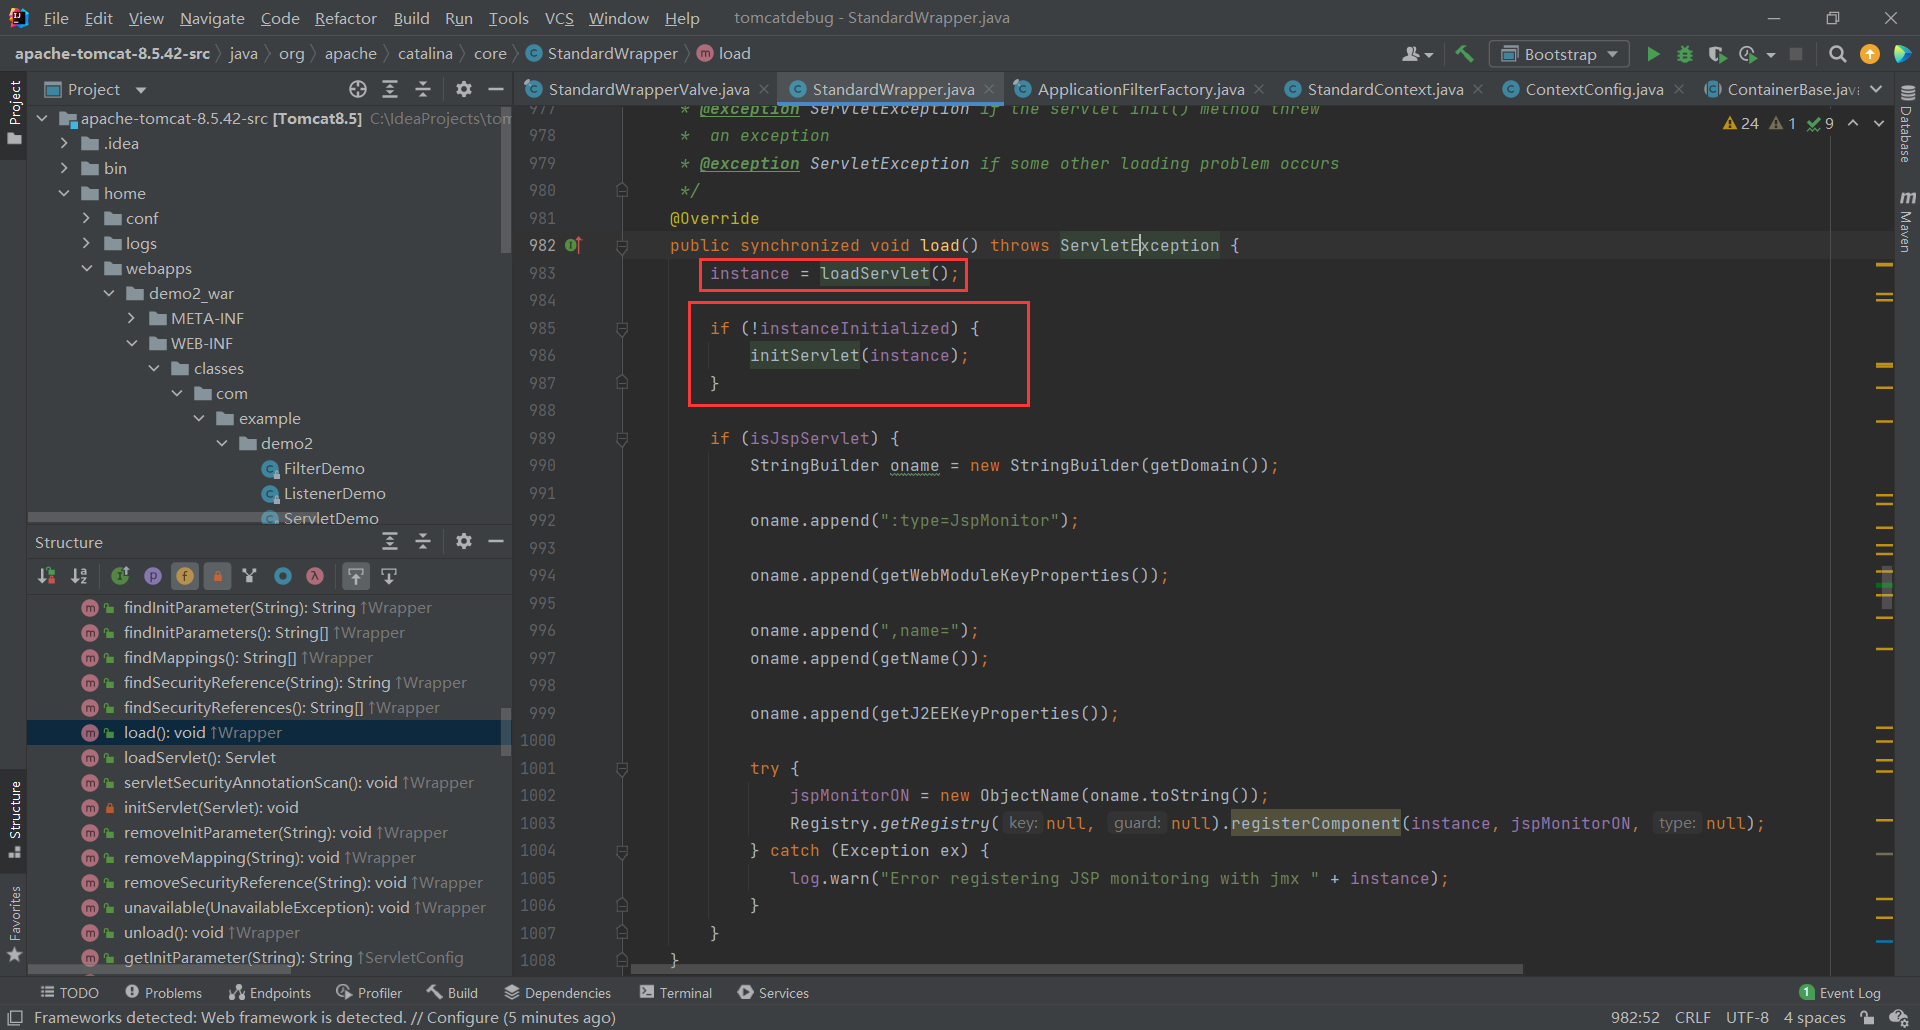 File Edit View Navigate Code Refactor Build Run Tools VCS Window Help tomcatdebug - StandardWrapper.java
apache-tomcat-8.5.42-src java org apache catalina core StandardWrapper load Bootstrap
Project
StandardWrapperValve.java StandardWrapper.java ApplicationFilterFactory.java StandardContext.java ContextConfig.java ContainerBase.java
Project
Structure
Favorites
Database
Maven
apache-tomcat-8.5.42-src [Tomcat8.5] C:\IdeaProjects\tom
.idea
bin
home
conf
logs
webapps
demo2_war
META-INF
WEB-INF
classes
com
example
demo2
FilterDemo
ListenerDemo
ServletDemo
Structure
findInitParameter(String): String ↑Wrapper
findInitParameters(): String[] ↑Wrapper
findMappings(): String[] ↑Wrapper
findSecurityReference(String): String ↑Wrapper
findSecurityReferences(): String[] ↑Wrapper
load(): void ↑Wrapper
loadServlet(): Servlet
servletSecurityAnnotationScan(): void ↑Wrapper
initServlet(Servlet): void
removeInitParameter(String): void ↑Wrapper
removeMapping(String): void ↑Wrapper
removeSecurityReference(String): void ↑Wrapper
unavailable(UnavailableException): void ↑Wrapper
unload(): void ↑Wrapper
getInitParameter(String): String ↑ServletConfig
24 1 9
977 * @exception ServletException if the servlet init() method threw
978 * an exception
979 * @exception ServletException if some other loading problem occurs
980 */
981 @Override
982 public synchronized void load() throws ServletException {
983 instance = loadServlet();
984
985 if (!instanceInitialized) {
986 initServlet(instance);
987 }
988
989 if (isJspServlet) {
990 StringBuilder oname = new StringBuilder(getDomain());
991
992 oname.append(":type=JspMonitor");
993
994 oname.append(getWebModuleKeyProperties());
995
996 oname.append(",name=");
997 oname.append(getName());
998
999 oname.append(getJ2EEKeyProperties());
1000
1001 try {
1002 jspMonitorON = new ObjectName(oname.toString());
1003 Registry.getRegistry( key: null, guard: null).registerComponent(instance, jspMonitorON, type: null);
1004 } catch (Exception ex) {
1005 log.warn("Error registering JSP monitoring with jmx " + instance);
1006 }
1007 }
1008 }
TODO Problems Endpoints Profiler Build Dependencies Terminal Services 1 Event Log
Frameworks detected: Web framework is detected. // Configure (5 minutes ago) 982:52 CRLF UTF-8 4 spaces